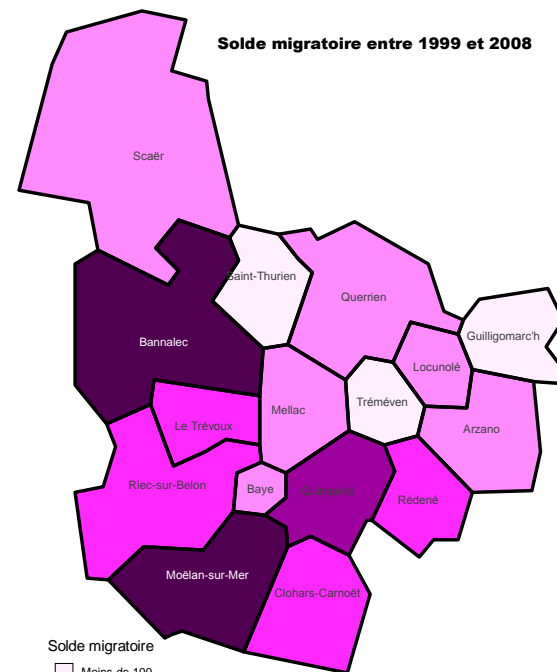 Solde migratoire entre 1999 et 2008
Scaër
Saint-Thurien
Querrien
Guilligomarc'h
Bannalec
Locunolé
Tréméven
Mellac
Le Trévoux
Arzano
Riec-sur-Belon
Baye
Quimperlé
Rédené
Moëlan-sur-Mer
Clohars-Carnoët
Solde migratoire
Moins de 100